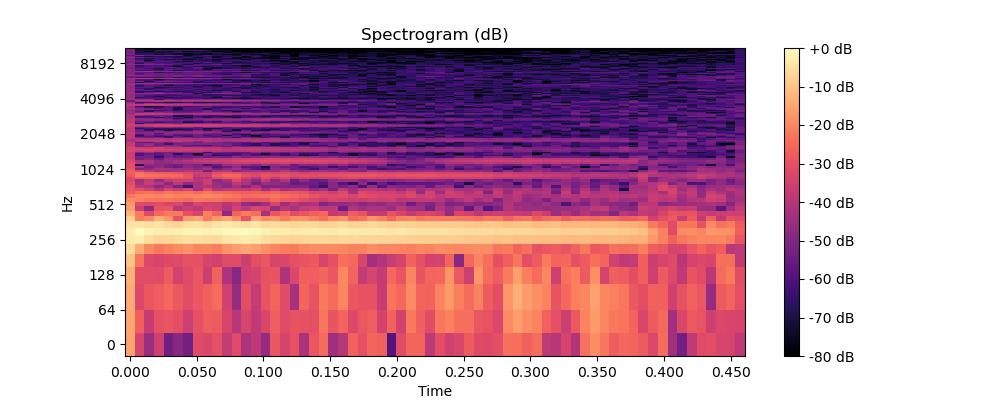 Spectrogram (dB)
8192
4096
2048
1024
512
256
128
64
0
Hz
0.000 0.050 0.100 0.150 0.200 0.250 0.300 0.350 0.400 0.450
Time
+0 dB
-10 dB
-20 dB
-30 dB
-40 dB
-50 dB
-60 dB
-70 dB
-80 dB